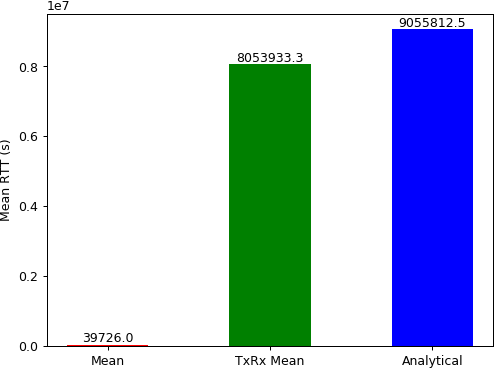 1e7
9055812.5
8053933.3
0.8
0.6
0.4
0.2
0.0
Mean RTT (s)
39726.0
Mean
TxRx Mean
Analytical